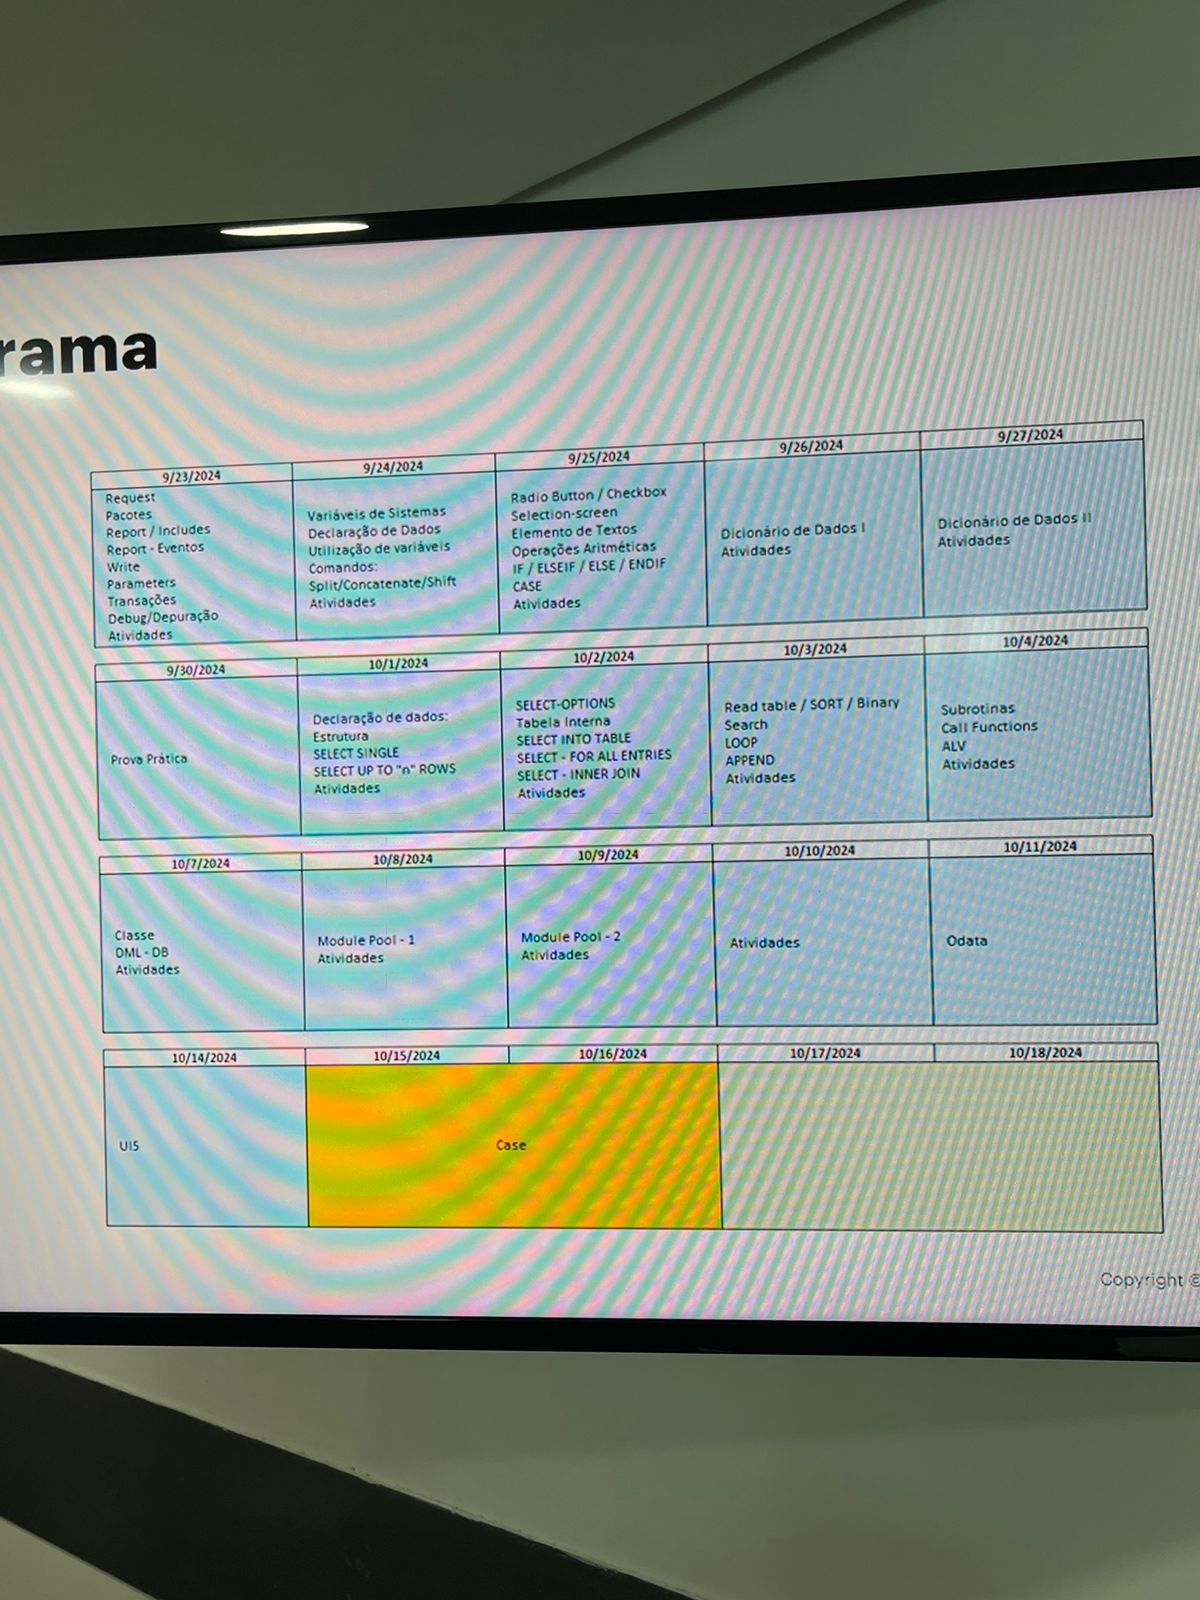 rama
9/23/2024
Request
Pacotes
Report / Includes
Report - Eventos
Write
Parameters
Transações
Debug/Depuração
Atividades
9/24/2024
Variáveis de Sistemas
Declaração de Dados
Utilização de variáveis
Comandos:
Split/Concatenate/Shift
Atividades
9/25/2024
Radio Button / Checkbox
Selection-screen
Elemento de Textos
Operações Aritméticas
IF / ELSEIF / ELSE / ENDIF
CASE
Atividades
9/26/2024
Dicionário de Dados I
Atividades
9/27/2024
Dicionário de Dados II
Atividades
9/30/2024
Prova Prática
10/1/2024
Declaração de dados:
Estrutura
SELECT SINGLE
SELECT UP TO "n" ROWS
Atividades
10/2/2024
SELECT-OPTIONS
Tabela Interna
SELECT INTO TABLE
SELECT - FOR ALL ENTRIES
SELECT - INNER JOIN
Atividades
10/3/2024
Read table / SORT / Binary
Search
LOOP
APPEND
Atividades
10/4/2024
Subrotinas
Call Functions
ALV
Atividades
10/7/2024
Classe
DML - DB
Atividades
10/8/2024
Module Pool - 1
Atividades
10/9/2024
Module Pool - 2
Atividades
10/10/2024
Atividades
10/11/2024
Odata
10/14/2024
UI5
10/15/2024
10/16/2024
Case
10/17/2024
10/18/2024
Copyright ©